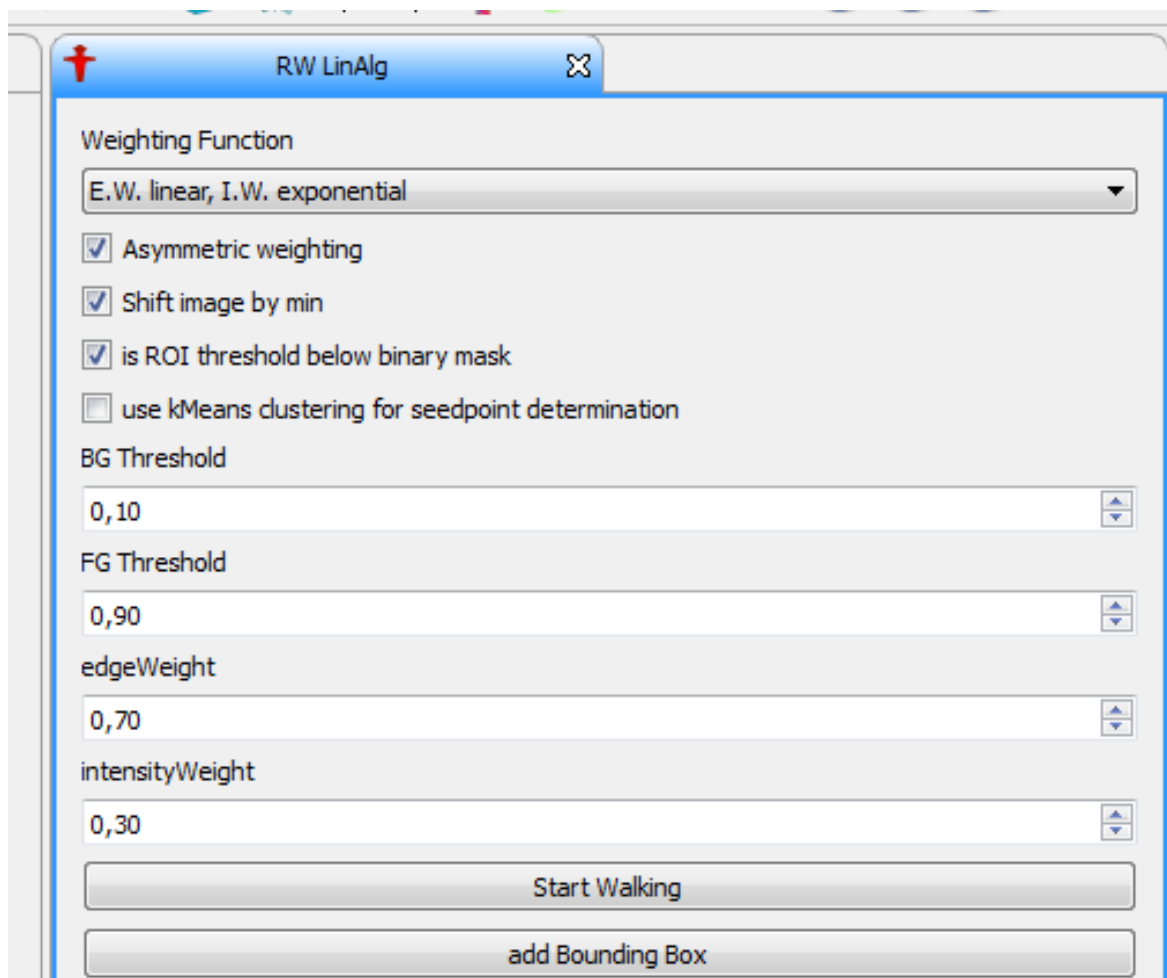 RW LinAlg
Weighting Function
E.W. linear, I.W. exponential
Asymmetric weighting
Shift image by min
is ROI threshold below binary mask
use kMeans clustering for seedpoint determination
BG Threshold
0,10
FG Threshold
0,90
edgeWeight
0,70
intensityWeight
0,30
Start Walking
add Bounding Box